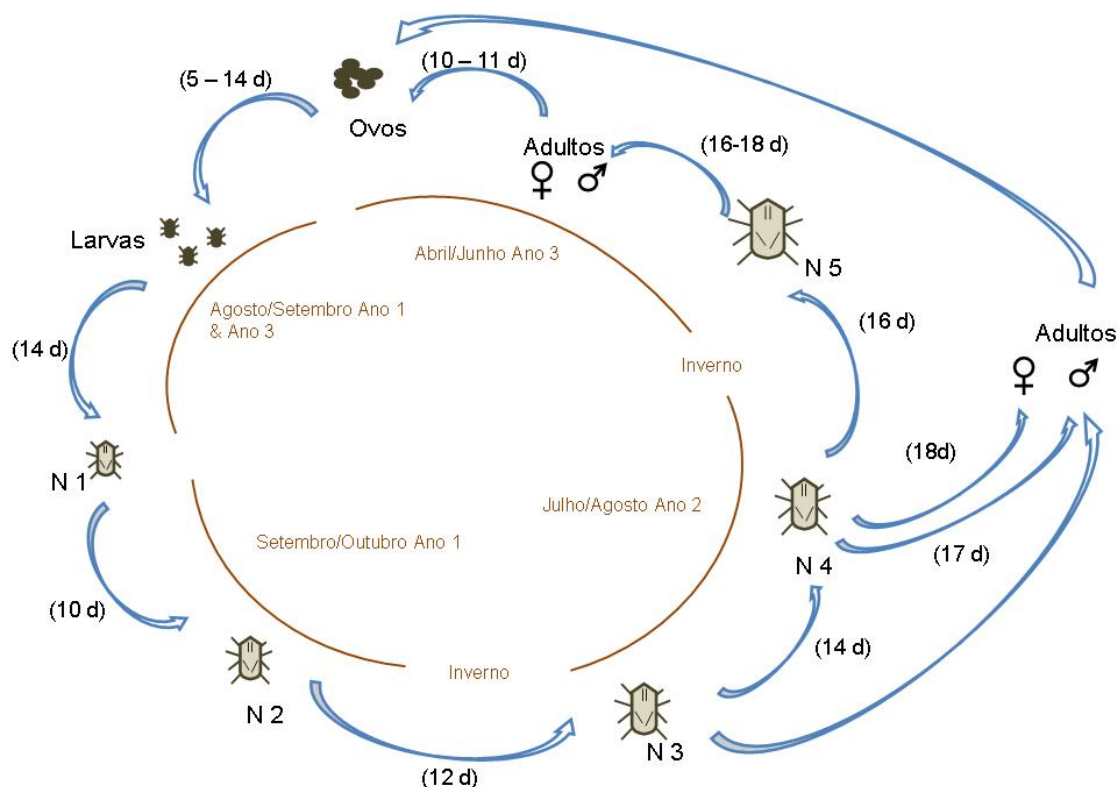 (5 – 14 d)
(10 – 11 d)
Ovos
Adultos
♀ ♂
(16-18 d)
Larvas
N 5
Abril/Junho Ano 3
Agosto/Setembro Ano 1
& Ano 3
(14 d)
(16 d)
Adultos
♀ ♂
Inverno
N 1
(18d)
Julho/Agosto Ano 2
Setembro/Outubro Ano 1
(17 d)
N 4
(10 d)
(14 d)
Inverno
N 2
N 3
(12 d)